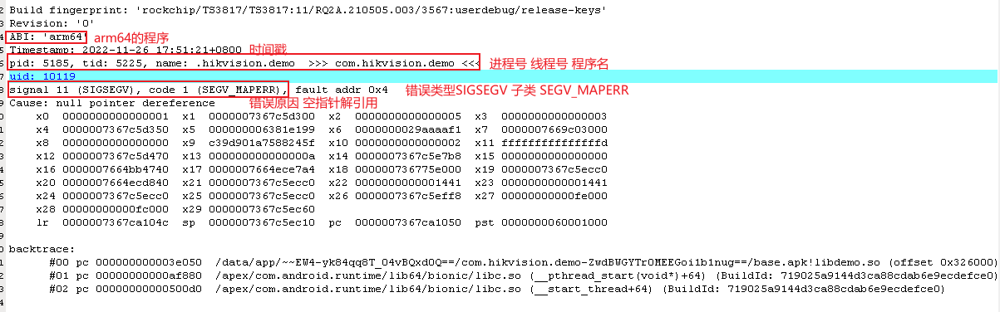 Build fingerprint: 'rockchip/TS3817/TS3817:11/RQ2A.210505.003/3567:userdebug/release-keys'
Revision: '0'
ABI: 'arm64' arm64的程序
Timestamp: 2022-11-26 17:51:21+0800 时间戳
pid: 5185, tid: 5225, name: .hikvision.demo >>> com.hikvision.demo <<< 进程号 线程号 程序名
uid: 10119
signal 11 (SIGSEGV), code 1 (SEGV_MAPERR), fault addr 0x4 错误类型SIGSEGV 子类 SEGV_MAPERR
Cause: null pointer dereference 错误原因 空指针解引用
x0 0000000000000001 x1 0000007367c5d300 x2 0000000000000005 x3 0000000000000003
x4 0000007367c5d350 x5 000000006381e199 x6 0000000029aaaaf1 x7 0000007669c03000
x8 0000000000000000 x9 c39d901a7588245f x10 0000000000000002 x11 fffffffffffffffd
x12 0000007367c5d470 x13 000000000000000a x14 0000007367c5e7b8 x15 0000000000000000
x16 0000007664bb4740 x17 0000007664ece7a4 x18 000000736775e000 x19 0000007367c5ecc0
x20 0000007664ecd840 x21 0000007367c5ecc0 x22 0000000000001441 x23 0000000000001441
x24 0000007367c5ecc0 x25 0000007367c5ecc0 x26 0000007367c5eff8 x27 00000000000fe000
x28 00000000000fc000 x29 0000007367c5ec60
lr 0000007367ca104c sp 0000007367c5ec10 pc 0000007367ca1050 pst 0000000060001000
backtrace:
#00 pc 000000000003e050 /data/app/~~EW4-yk84qq8T_04vBQxd0Q==/com.hikvision.demo-ZwdBWGYTr0MEEGoi1b1nug==/base.apk!libdemo.so (offset 0x326000)
#01 pc 00000000000af880 /apex/com.android.runtime/lib64/bionic/libc.so (__pthread_start(void*)+64) (BuildId: 719025a9144d3ca88cdab6e9ecdefce0)
#02 pc 00000000000500d0 /apex/com.android.runtime/lib64/bionic/libc.so (__start_thread+64) (BuildId: 719025a9144d3ca88cdab6e9ecdefce0)